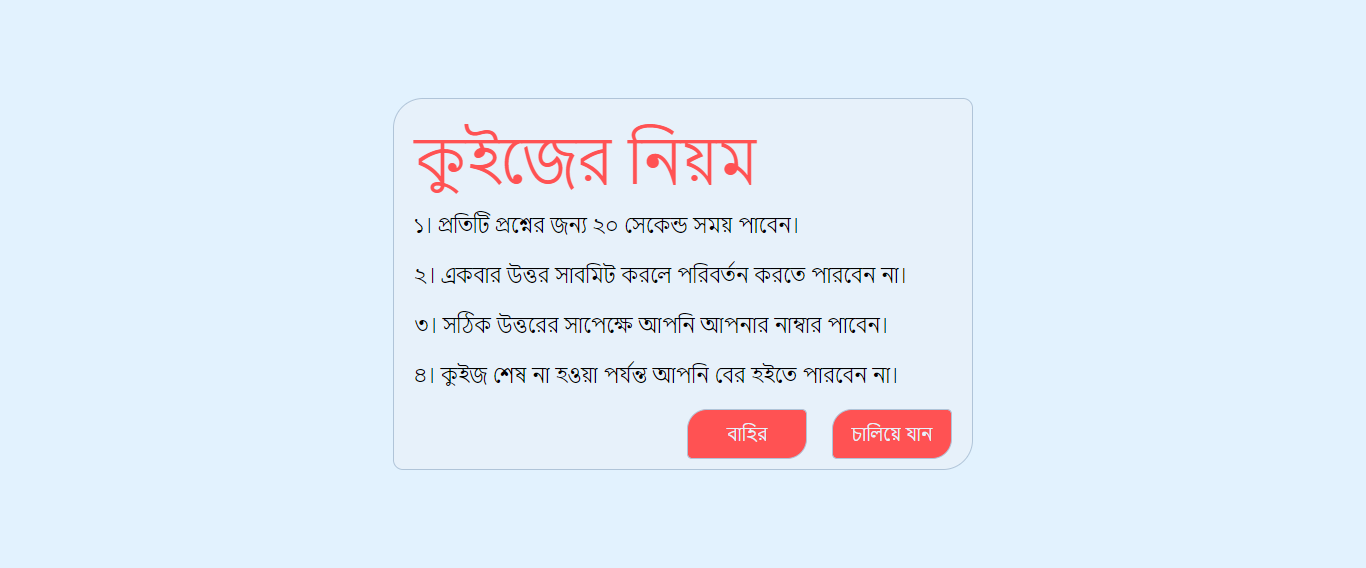 কুইজের নিয়ম
১। প্রতিটি প্রশ্নের জন্য ২০ সেকেন্ড সময় পাবেন।
২। একবার উত্তর সাবমিট করলে পরিবর্তন করতে পারবেন না।
৩। সঠিক উত্তরের সাপেক্ষে আপনি আপনার নাম্বার পাবেন।
৪। কুইজ শেষ না হওয়া পর্যন্ত আপনি বের হইতে পারবেন না।
বাহির
চালিয়ে যান